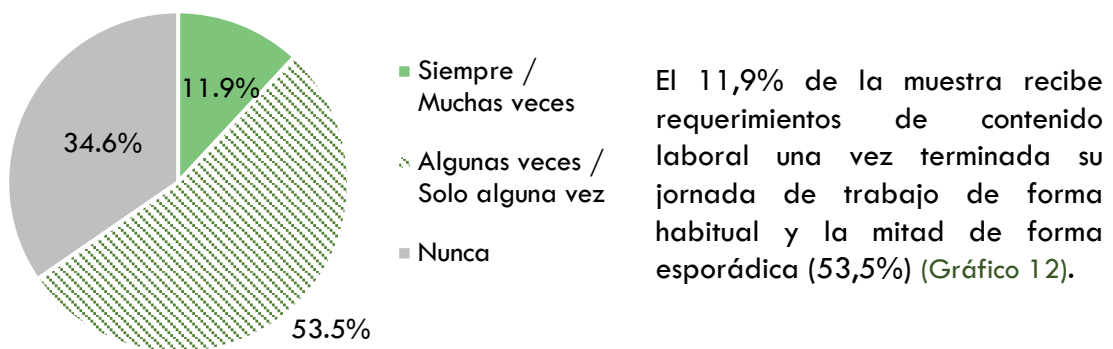 11.9%
34.6%
53.5%
Siempre /
Muchas veces
Algunas veces /
Solo alguna vez
Nunca
El 11,9% de la muestra recibe
requerimientos de contenido
laboral una vez terminada su
jornada de trabajo de forma
habitual y la mitad de forma
esporádica (53,5%) (Gráfico 12).